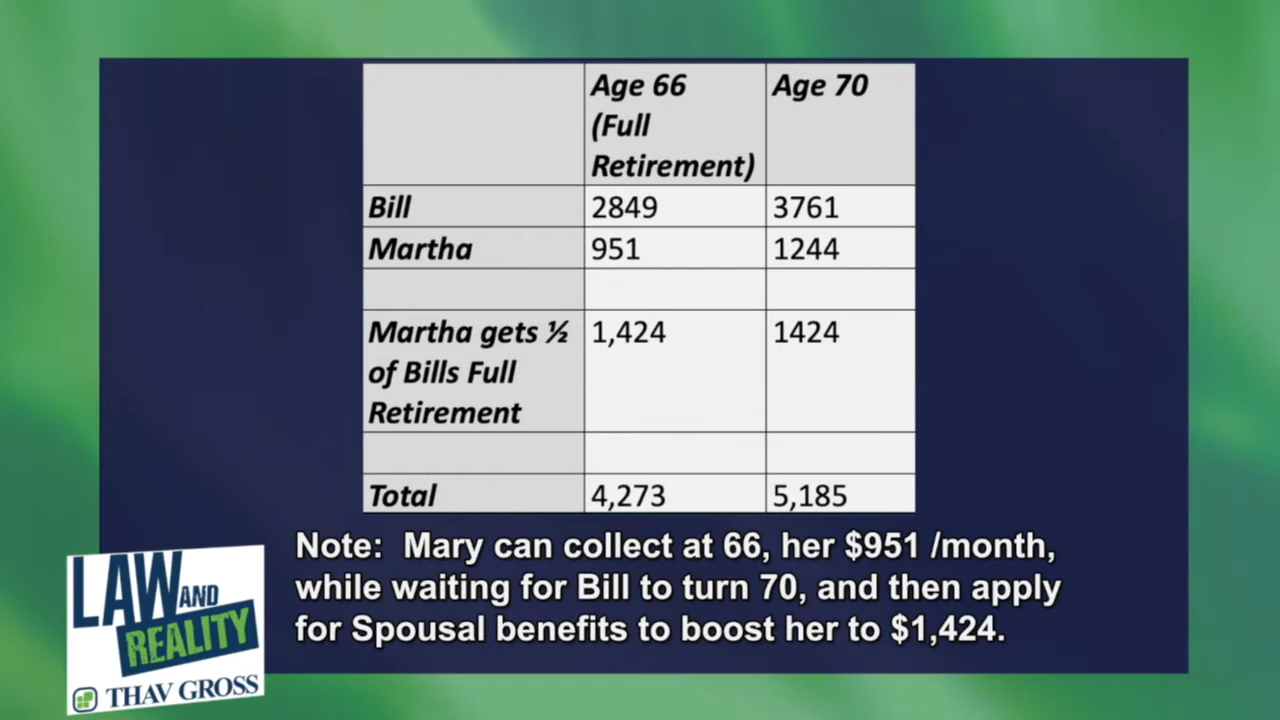 Age 66 (Full Retirement) Age 70
Bill 2849 3761
Martha 951 1244
Martha gets ½ of Bills Full Retirement 1,424 1424
Total 4,273 5,185
Note: Mary can collect at 66, her $951 /month,
while waiting for Bill to turn 70, and then apply
for Spousal benefits to boost her to $1,424.
LAW AND
REALITY
THAV GROSS